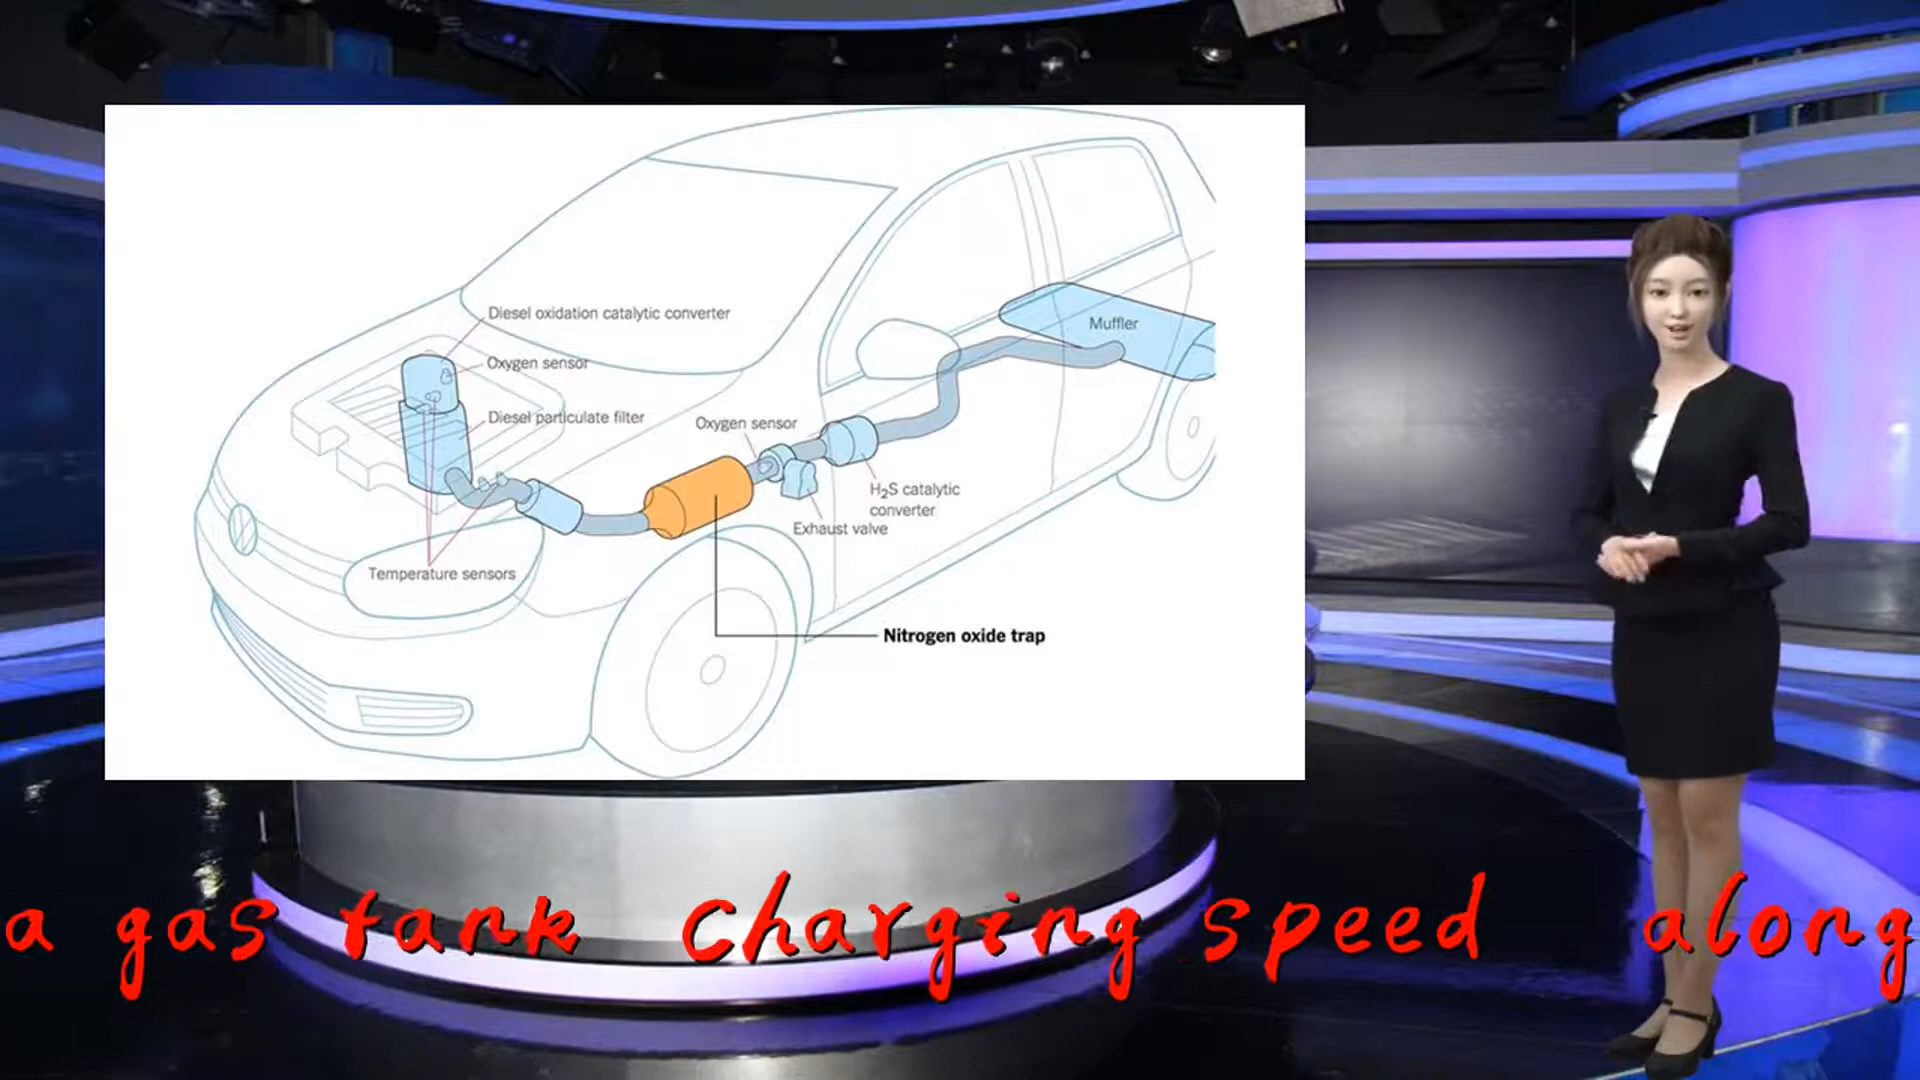 Diesel oxidation catalytic converter
Oxygen sensor
Diesel particulate filter
Muffler
Oxygen sensor
H₂S catalytic
converter
Exhaust valve
Temperature sensors
Nitrogen oxide trap
a gas tank charging speed along